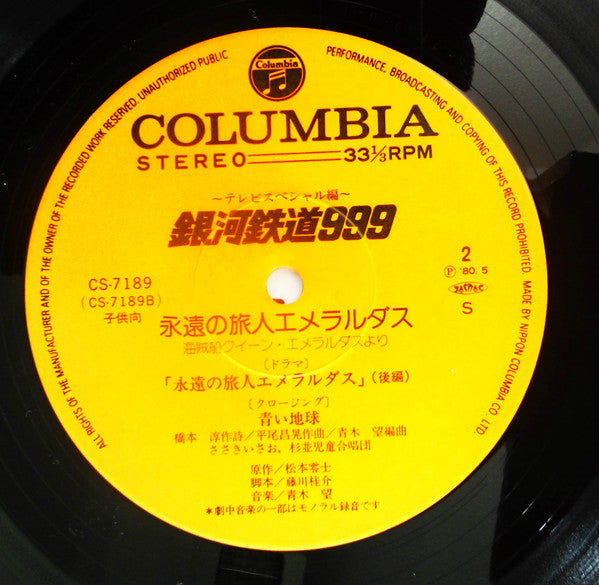 ALL RIGHTS OF THE MANUFACTURER AND OF THE OWNER OF THE RECORDED WORK RESERVED. UNAUTHORIZED PUBLIC PERFORMANCE, BROADCASTING AND COPYING OF THIS RECORD PROHIBITED. MADE BY NIPPON COLUMBIA CO., LTD.
Columbia
COLUMBIA
STEREO 33⅓RPM
〜テレビスペシャル編〜
銀河鉄道999
CS-7189
(CS-7189B)
子供向
2
Ⓟ '80. 5
JASRAC
S
永遠の旅人エメラルダス
海賊船クイーン・エメラルダスより
〔ドラマ〕
「永遠の旅人エメラルダス」(後編)
〔クロージング〕
青い地球
橋本 淳作詩/平尾昌晃作曲/青木 望編曲
ささきいさお、杉並児童合唱団
原作/松本零士
脚本/藤川桂介
音楽/青木 望
*劇中音楽の一部はモノラル録音です